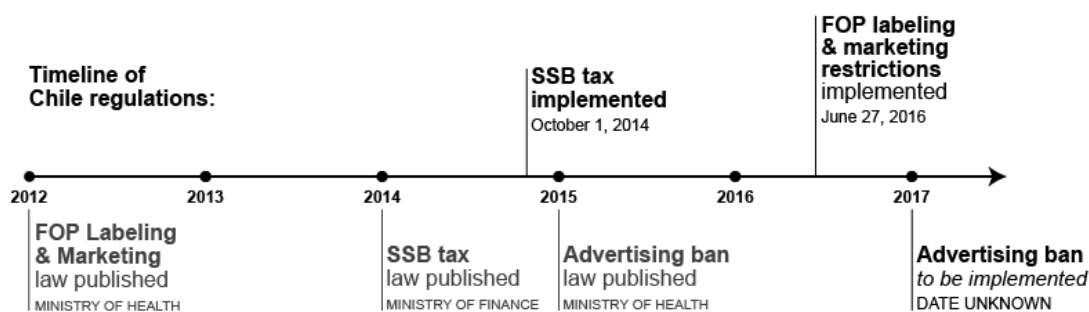 Timeline of
Chile regulations:
SSB tax
implemented
October 1, 2014
FOP labeling
& marketing
restrictions
implemented
June 27, 2016
2012
2013
2014
2015
2016
2017
FOP Labeling
& Marketing
law published
MINISTRY OF HEALTH
SSB tax
law published
MINISTRY OF FINANCE
Advertising ban
law published
MINISTRY OF HEALTH
Advertising ban
to be implemented
DATE UNKNOWN